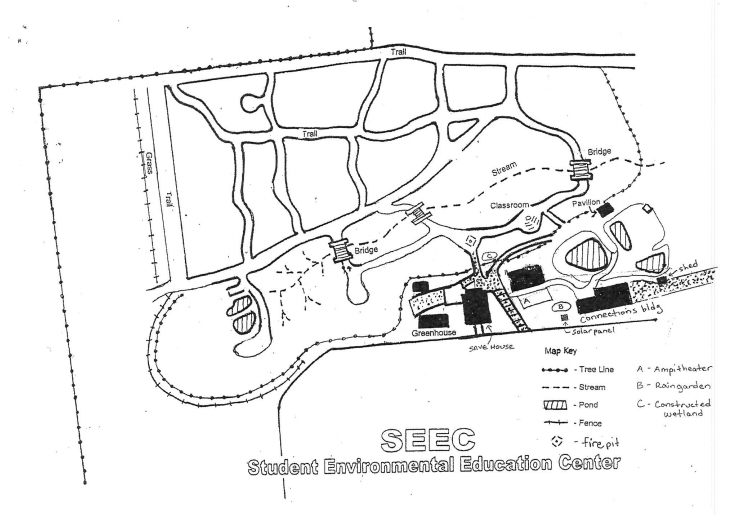 Trail
Grass
Trail
Trail
Bridge
Stream
Classroom
Pavilion
Bridge
C
shed
A
B
Connections bldg
Solar panel
Greenhouse
SAVE HOUSE
Map Key
- Tree Line
- Stream
- Pond
- Fence
- fire pit
A - Ampitheater
B - Raingarden
C - Constructed
wetland
SEEC
Student Environmental Education Center